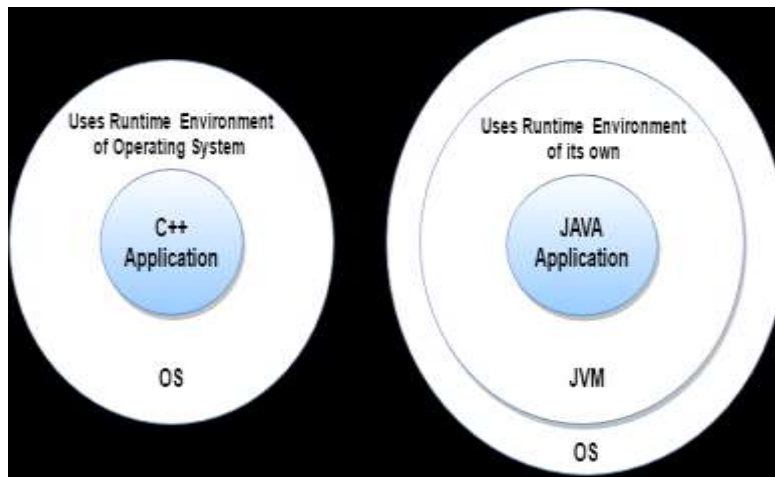 Uses Runtime Environment
of Operating System
C++
Application
OS
Uses Runtime Environment
of its own
JAVA
Application
JVM
OS